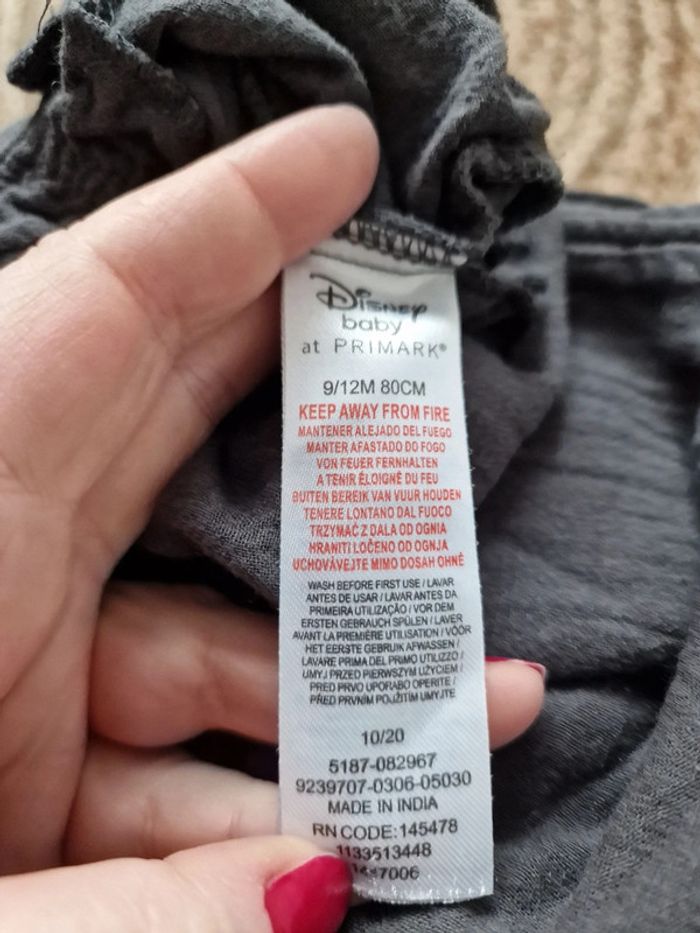 Disney
baby
at PRIMARK®
9/12M 80CM
KEEP AWAY FROM FIRE
MANTENER ALEJADO DEL FUEGO
MANTER AFASTADO DO FOGO
VON FEUER FERNHALTEN
A TENIR ÉLOIGNÉ DU FEU
BUITEN BEREIK VAN VUUR HOUDEN
TENERE LONTANO DAL FUOCO
TRZYMAĆ Z DALA OD OGNIA
HRANITI LOČENO OD OGNJA
UCHOVÁVEJTE MIMO DOSAH OHNĚ
WASH BEFORE FIRST USE / LAVAR
ANTES DE USAR / LAVAR ANTES DA
PRIMEIRA UTILIZAÇÃO / VOR DEM
ERSTEN GEBRAUCH SPÜLEN / LAVER
AVANT LA PREMIÈRE UTILISATION / VÓÓR
HET EERSTE GEBRUIK AFWASSEN /
LAVARE PRIMA DEL PRIMO UTILIZZO /
UMYJ PRZED PIERWSZYM UŻYCIEM /
PRED PRVO UPORABO OPERITE /
PŘED PRVNÍM POUŽITÍM UMYJTE
10/20
5187-082967
9239707-0306-05030
MADE IN INDIA
RN CODE: 145478
1133513448